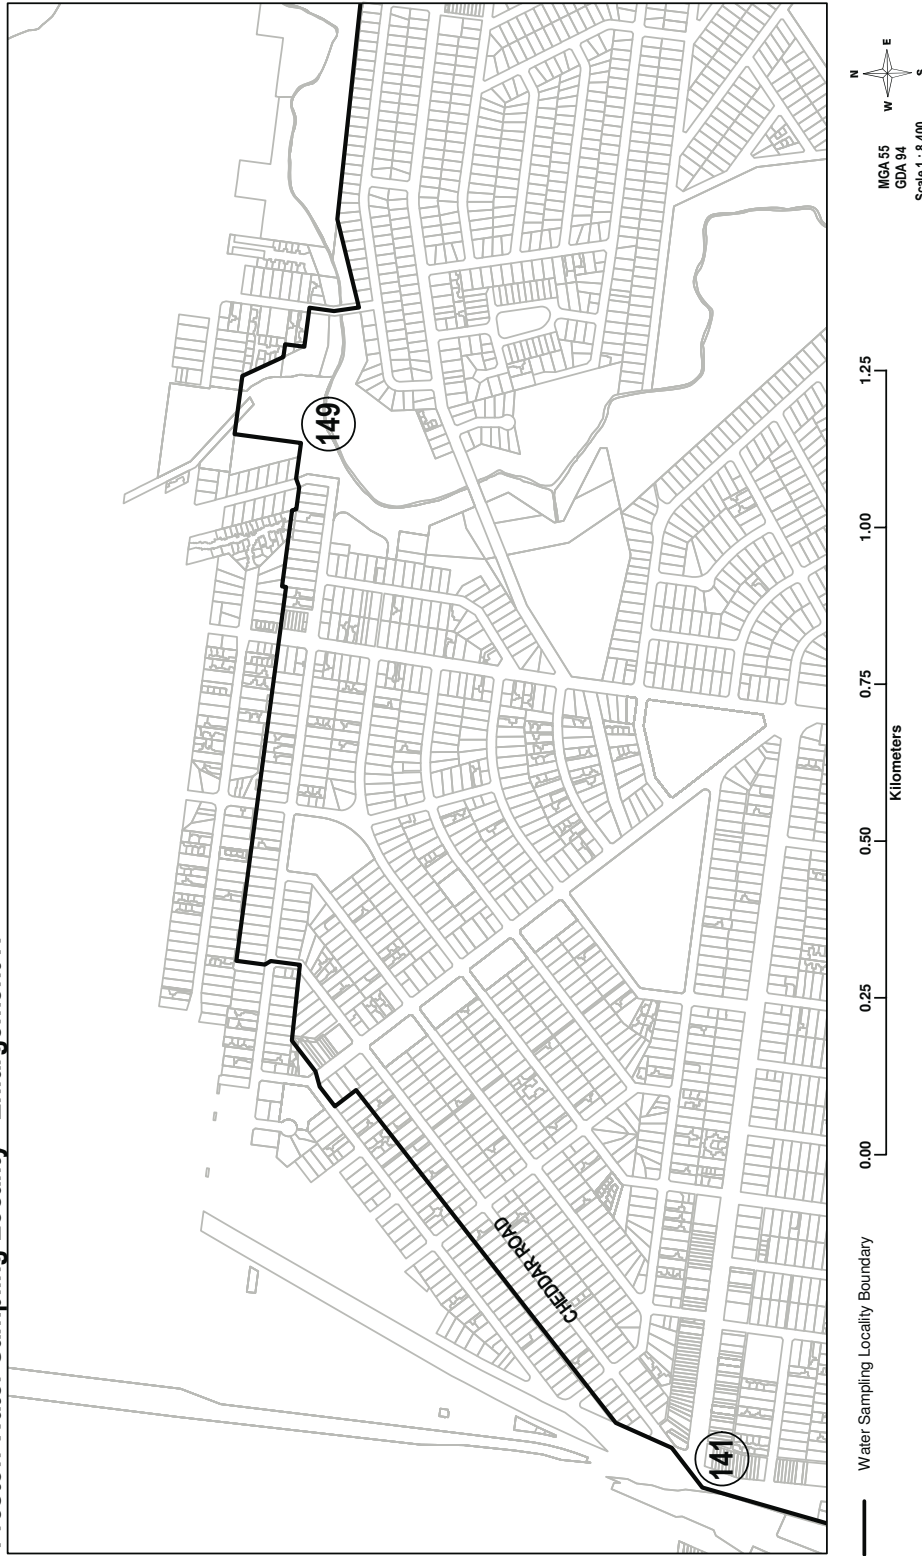 149
CHEDDAR ROAD
141
Water Sampling Locality Boundary
0.00
0.25
0.50
0.75
1.00
1.25
Kilometers
N
W
E
S
MGA 55
GDA 94